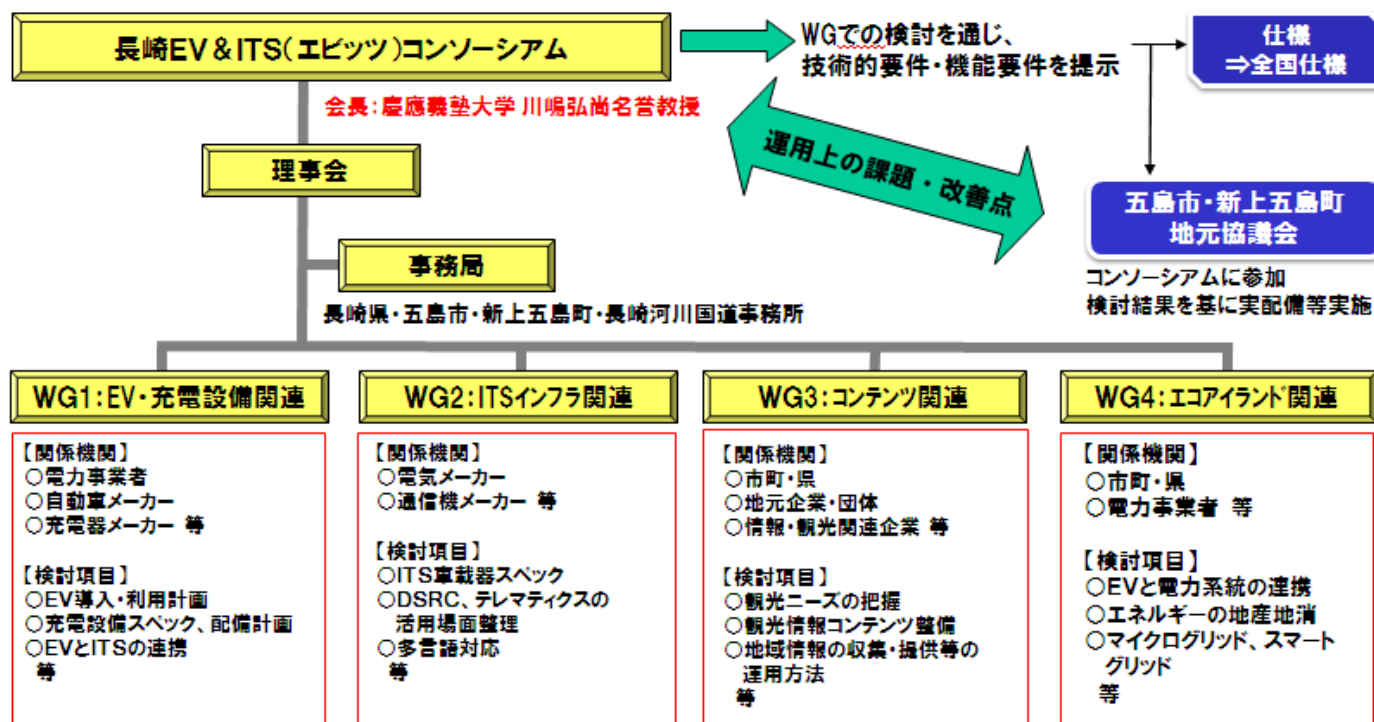 長崎EV&ITS(エビッツ)コンソーシアム
WGでの検討を通じ、
技術的要件・機能要件を提示
仕様
⇒全国仕様
会長:慶應義塾大学 川嶋弘尚名誉教授
運用上の課題・改善点
理事会
五島市・新上五島町
地元協議会
事務局
コンソーシアムに参加
検討結果を基に実配備等実施
長崎県・五島市・新上五島町・長崎河川国道事務所
WG1:EV・充電設備関連
【関係機関】
○電力事業者
○自動車メーカー
○充電器メーカー 等
【検討項目】
○EV導入・利用計画
○充電設備スペック、配備計画
○EVとITSの連携
等
WG2:ITSインフラ関連
【関係機関】
○電気メーカー
○通信機メーカー 等
【検討項目】
○ITS車載器スペック
○DSRC、テレマティクスの
活用場面整理
○多言語対応
等
WG3:コンテンツ関連
【関係機関】
○市町・県
○地元企業・団体
○情報・観光関連企業 等
【検討項目】
○観光ニーズの把握
○観光情報コンテンツ整備
○地域情報の収集・提供等の
運用方法
等
WG4:エコアイランド関連
【関係機関】
○市町・県
○電力事業者 等
【検討項目】
○EVと電力系統の連携
○エネルギーの地産地消
○マイクログリッド、スマート
グリッド
等